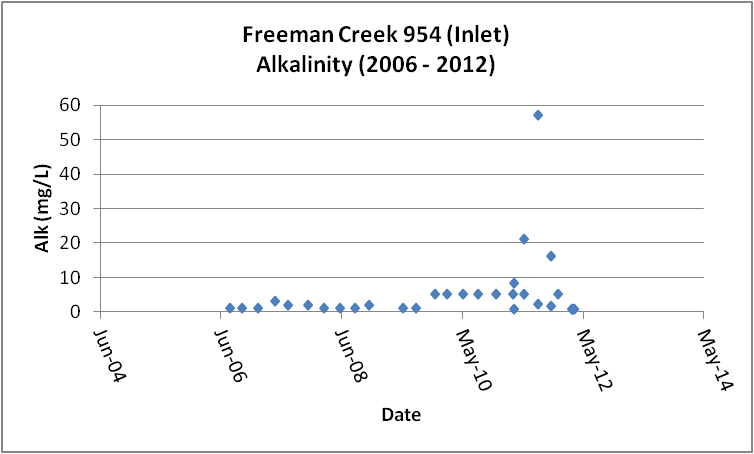 Freeman Creek 954 (Inlet)
Alkalinity (2006 - 2012)
60
50
40
30
20
10
0
Alk (mg/L)
Jun-04
Jun-06
Jun-08
May-10
May-12
May-14
Date